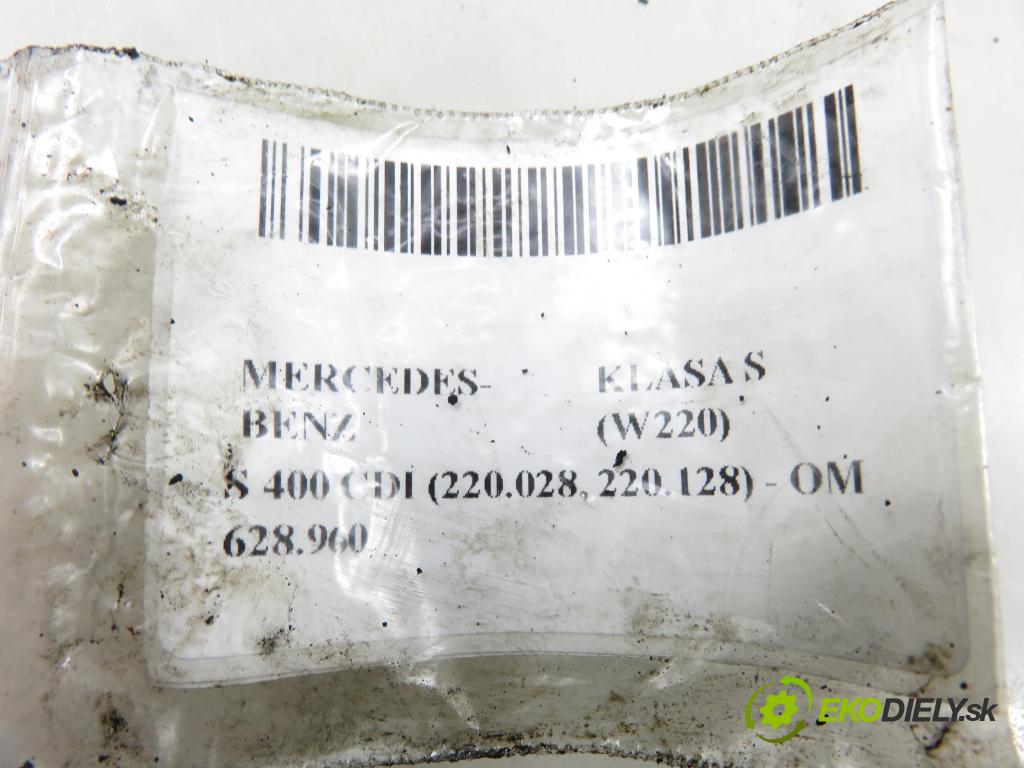 MERCEDES- KLASA S
BENZ (W220)
S 400 CDI (220.028, 220.128) - OM
628.960
EKODIELY.sk